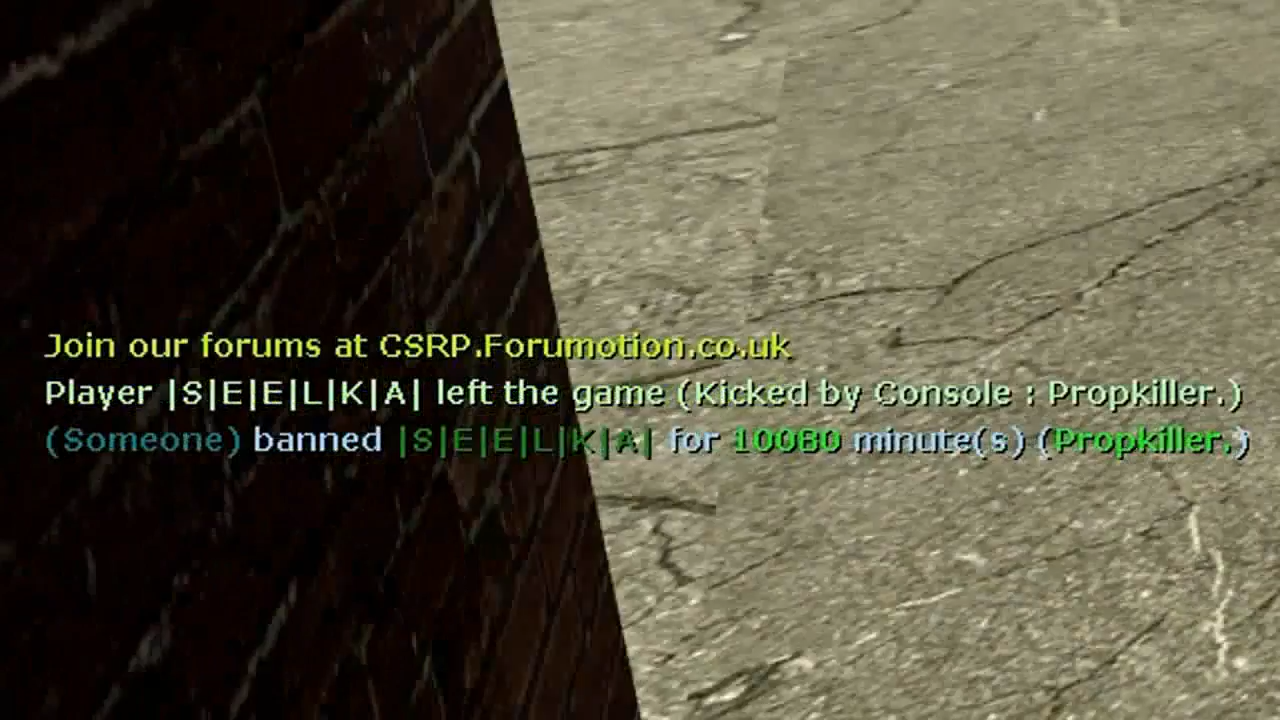 Join our forums at CSRP.Forumotion.co.uk
Player |S|E|E|L|K|A| left the game (Kicked by Console : Propkiller.)
(Someone) banned |S|E|E|L|K|A| for 10080 minute(s) (Propkiller.)